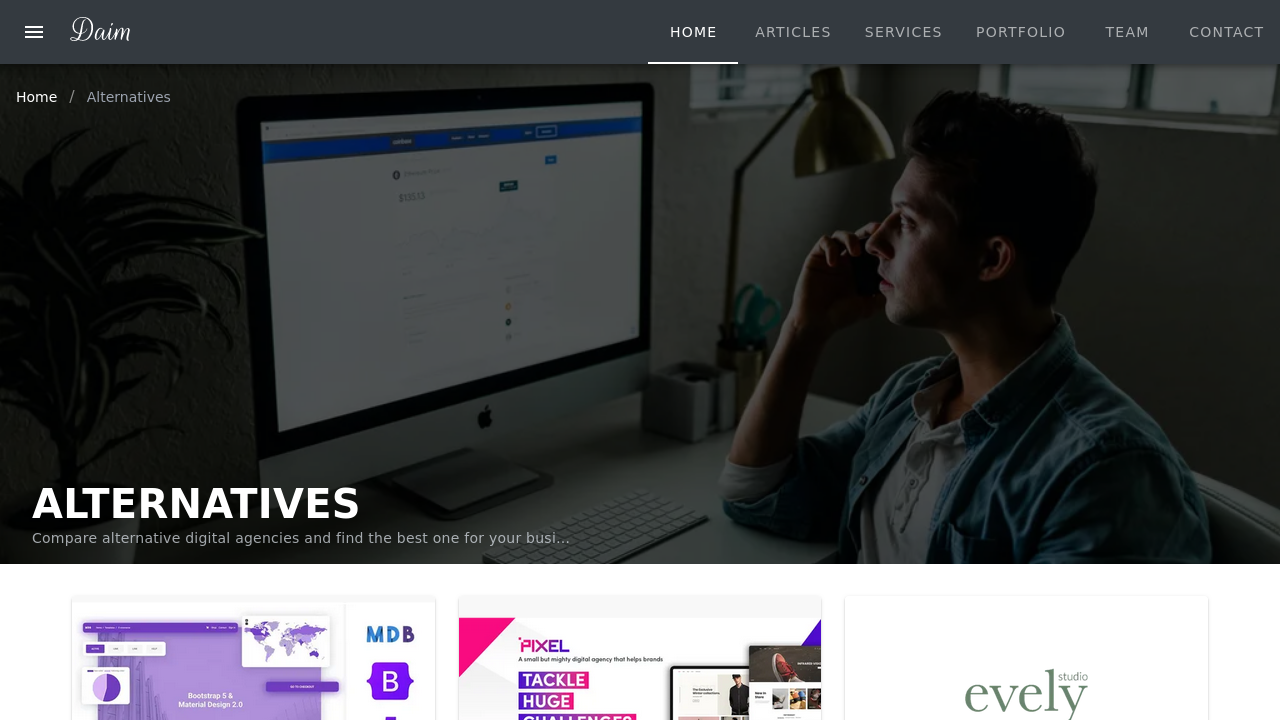 Daim
HOME
ARTICLES
SERVICES
PORTFOLIO
TEAM
CONTACT
Home / Alternatives
ALTERNATIVES
Compare alternative digital agencies and find the best one for your busi...
MDB
B
Bootstrap 5 &
Material Design 2.0
PIXEL
A small but mighty digital agency that helps brands
TACKLE
HUGE
CHALLENGES
studio
evely